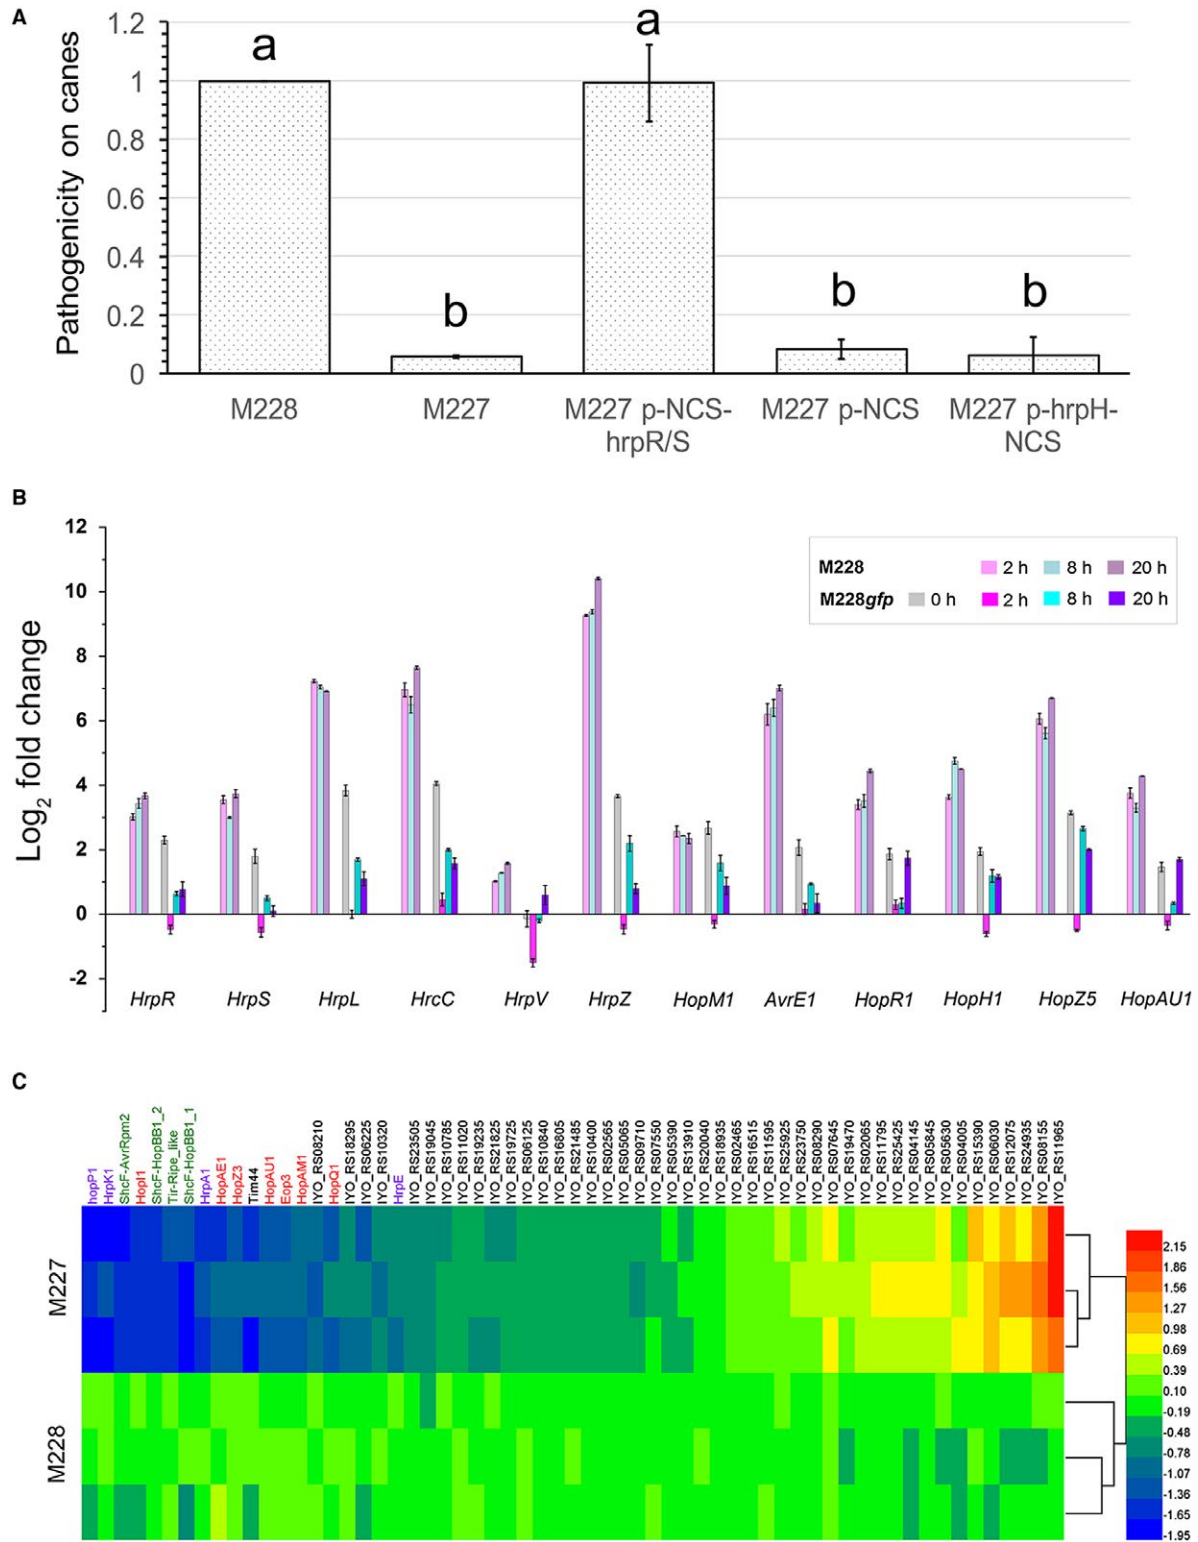 A
1.2
1
0.8
0.6
0.4
0.2
0
Pathogenicity on canes
a
b
a
b
b
M228
M227
M227 p-NCS-
hrpR/S
M227 p-NCS
M227 p-hrpH-
NCS
B
12
10
8
6
4
2
0
-2
Log2 fold change
M228 2 h 8 h 20 h
M228gfp 0 h 2 h 8 h 20 h
HrpR HrpS HrpL HrcC HrpV HrpZ HopM1 AvrE1 HopR1 HopH1 HopZ5 HopAU1
C
hopP1
HrpK1
ShcF-AvrRpm2
HopI1
ShcF-HopBB1_2
Tir-Ripe_like
ShcF-HopBB1_1
HrpA1
HopAE1
HopZ3
Tim44
HopAU1
Eop3
HopAM1
IYO_RS08210
HopQ1
IYO_RS18295
IYO_RS06225
IYO_RS10320
HrpE
IYO_RS23505
IYO_RS19045
IYO_RS10785
IYO_RS11020
IYO_RS19235
IYO_RS21825
IYO_RS19725
IYO_RS06125
IYO_RS10840
IYO_RS16805
IYO_RS21485
IYO_RS10400
IYO_RS02565
IYO_RS05065
IYO_RS09710
IYO_RS07550
IYO_RS05390
IYO_RS13910
IYO_RS20040
IYO_RS18935
IYO_RS02465
IYO_RS16515
IYO_RS11595
IYO_RS25925
IYO_RS23750
IYO_RS08290
IYO_RS07645
IYO_RS19470
IYO_RS02065
IYO_RS11795
IYO_RS25425
IYO_RS04145
IYO_RS05845
IYO_RS05630
IYO_RS04005
IYO_RS15390
IYO_RS06030
IYO_RS12075
IYO_RS24935
IYO_RS08155
IYO_RS11965
M227
M228
2.15
1.86
1.56
1.27
0.98
0.69
0.39
0.10
-0.19
-0.48
-0.78
-1.07
-1.36
-1.65
-1.95